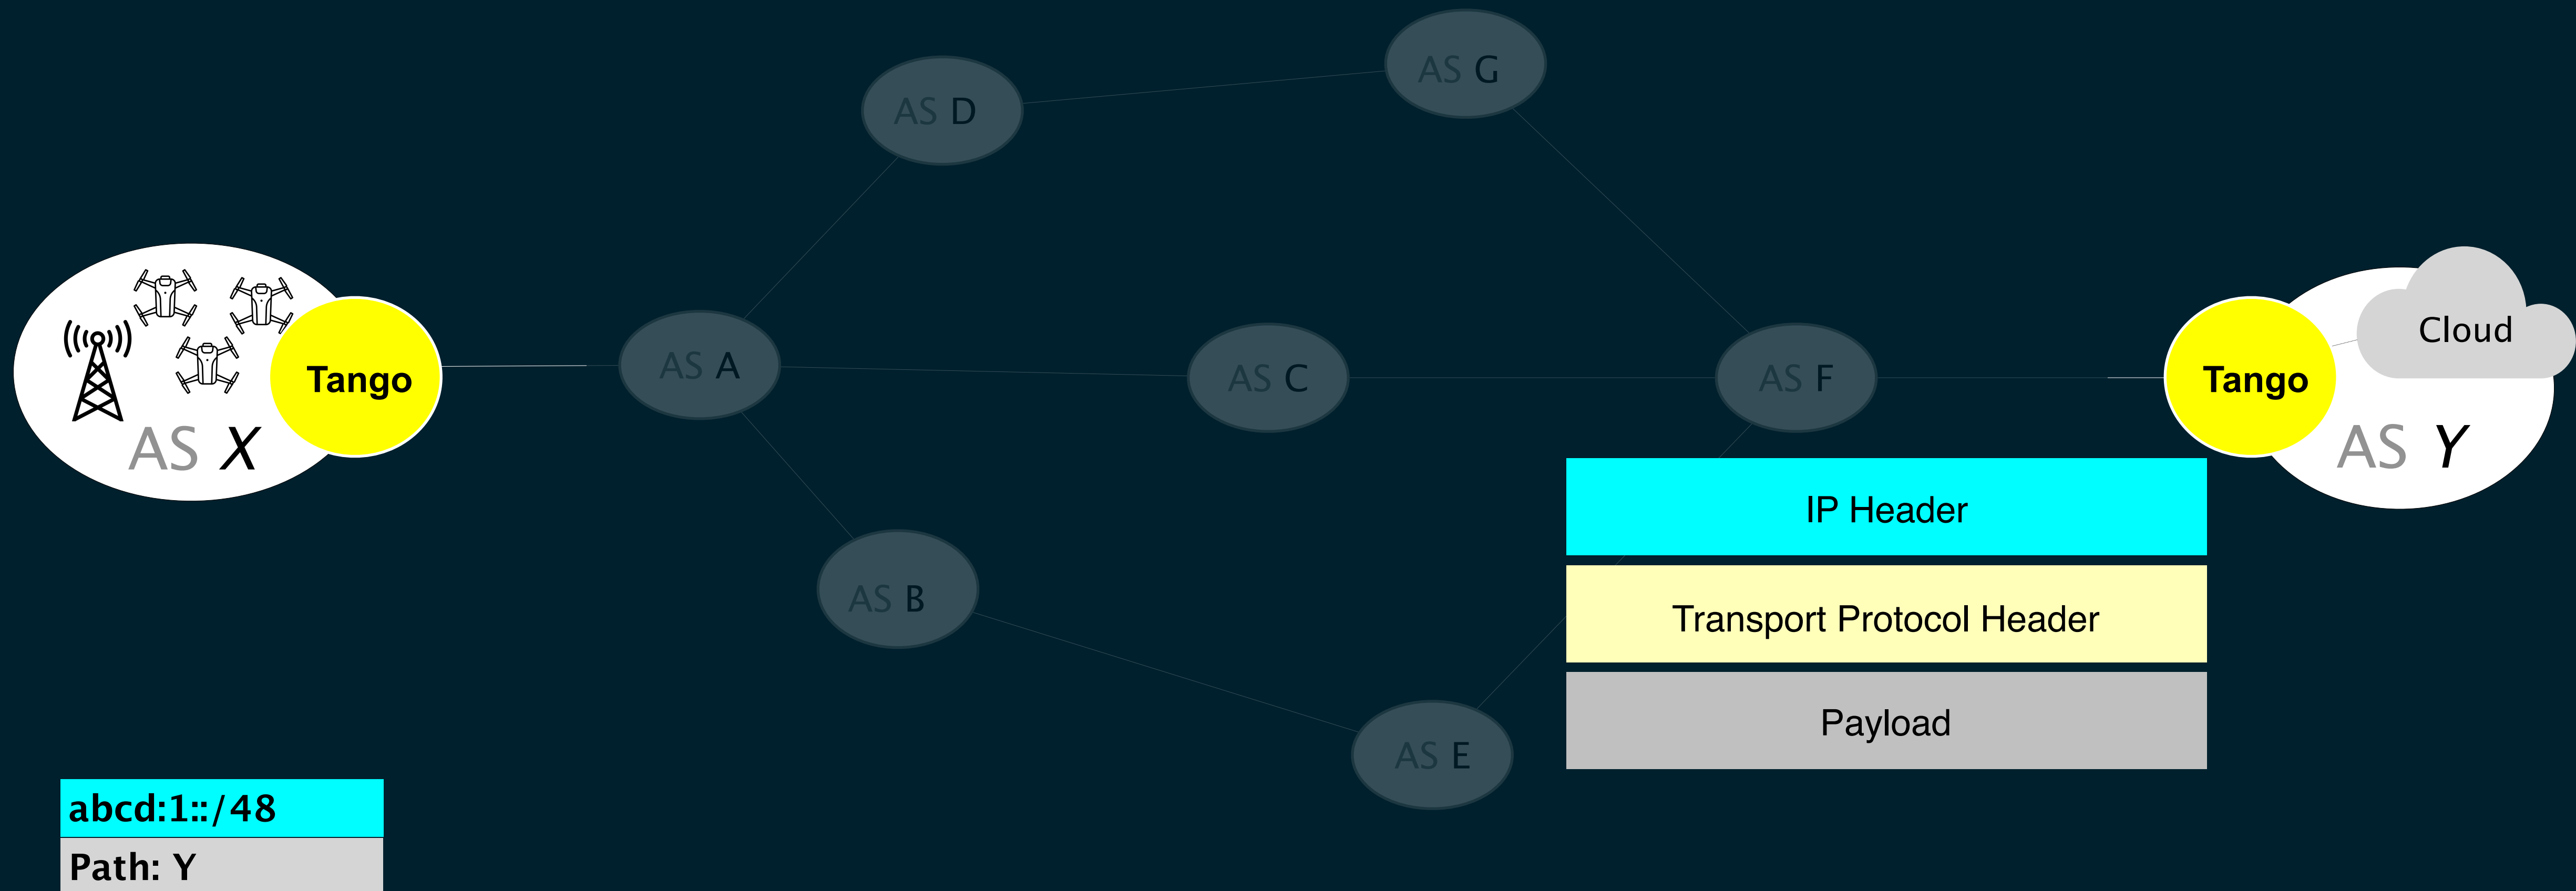 AS G
AS D
Cloud
AS A
AS C
AS F
Tango
Tango
AS X
AS Y
IP Header
AS B
Transport Protocol Header
Payload
AS E
abcd:1::/48
Path: Y